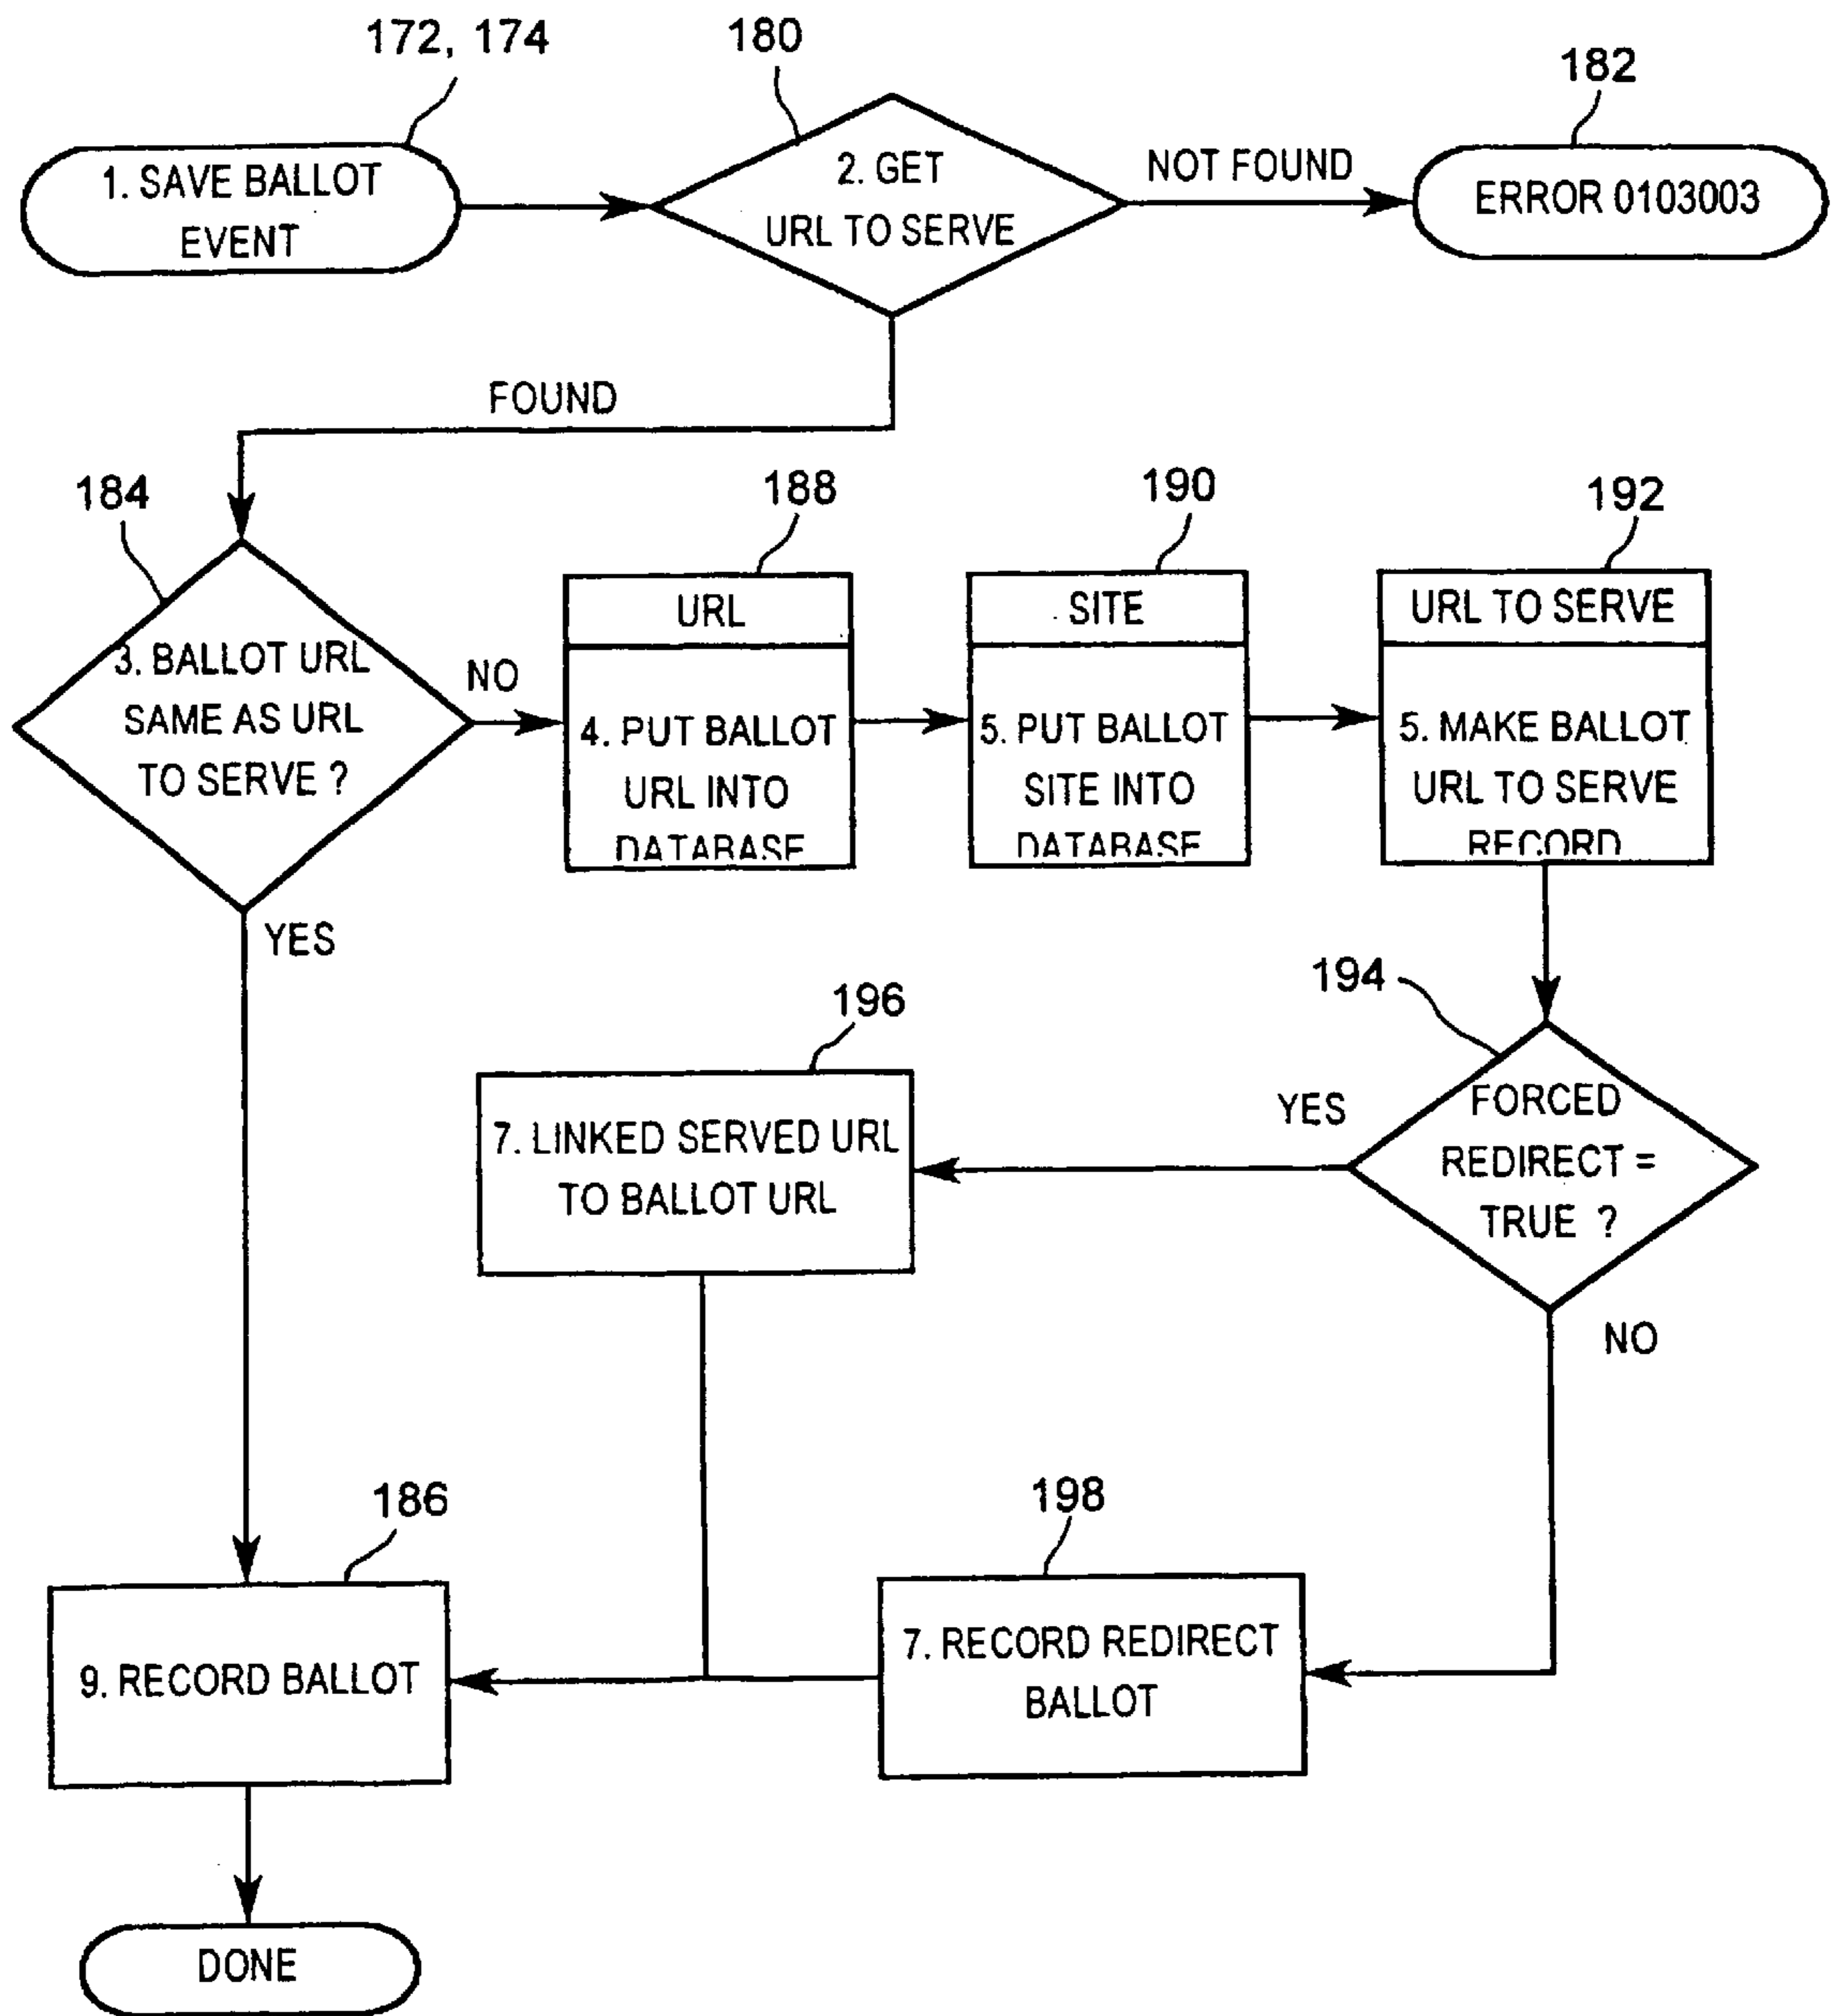 172, 174
180
182
1. SAVE BALLOT
EVENT
2. GET
URL TO SERVE
NOT FOUND
ERROR 0103003
FOUND
184
188
190
192
3. BALLOT URL
SAME AS URL
TO SERVE ?
NO
URL
4. PUT BALLOT
URL INTO
DATABASE
SITE
5. PUT BALLOT
SITE INTO
DATABASE
URL TO SERVE
5. MAKE BALLOT
URL TO SERVE
RECORD
YES
194
196
7. LINKED SERVED URL
TO BALLOT URL
YES
FORCED
REDIRECT =
TRUE ?
NO
186
198
9. RECORD BALLOT
7. RECORD REDIRECT
BALLOT
DONE